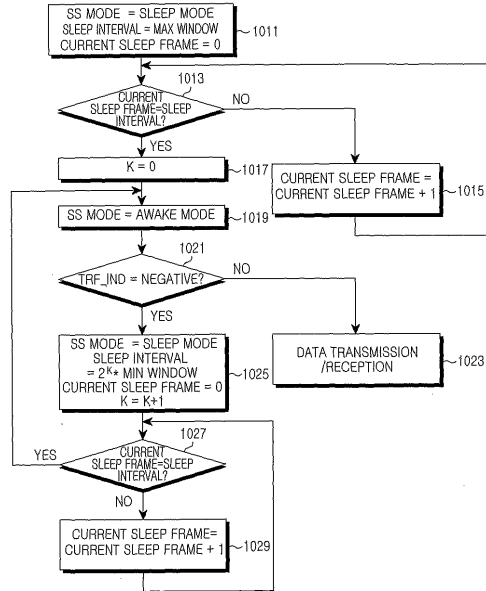 SS MODE = SLEEP MODE
SLEEP INTERVAL = MAX WINDOW
CURRENT SLEEP FRAME = 0
1011
1013
CURRENT
SLEEP FRAME=SLEEP
INTERVAL?
NO
YES
K = 0
1017
CURRENT SLEEP FRAME =
CURRENT SLEEP FRAME + 1
1015
SS MODE = AWAKE MODE
1019
1021
TRF_IND = NEGATIVE?
NO
YES
SS MODE = SLEEP MODE
SLEEP INTERVAL
= 2ᴷ* MIN WINDOW
CURRENT SLEEP FRAME = 0
K = K+1
1025
DATA TRANSMISSION
/RECEPTION
1023
1027
YES
CURRENT
SLEEP FRAME=SLEEP
INTERVAL?
NO
CURRENT SLEEP FRAME=
CURRENT SLEEP FRAME + 1
1029